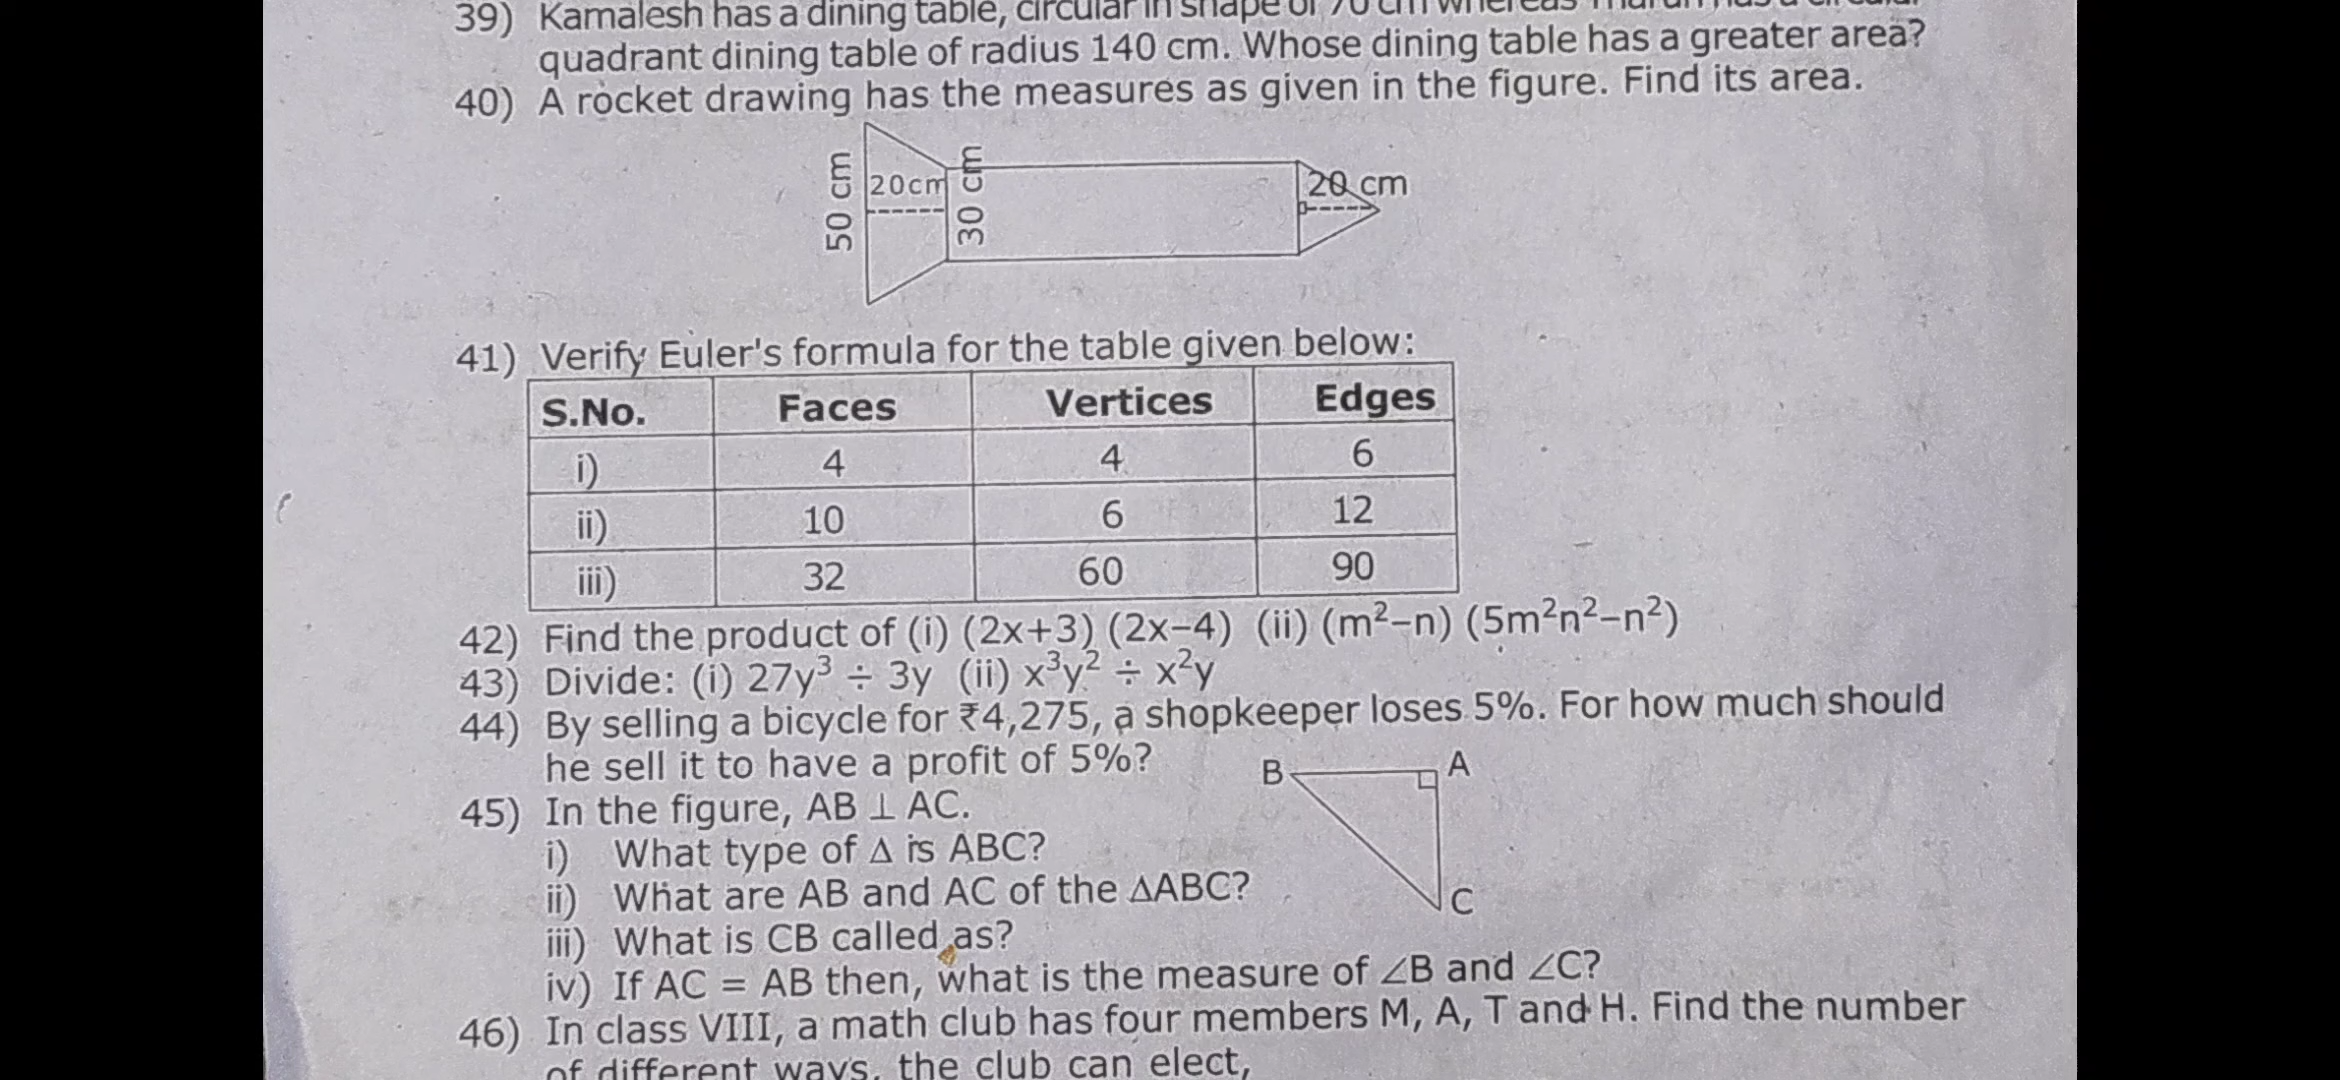 39) Kamalesh has a dining table, circular in shape of 70 cm whereas
quadrant dining table of radius 140 cm. Whose dining table has a greater area?
40) A rocket drawing has the measures as given in the figure. Find its area.
50 cm 20cm 30 cm 20 cm
41) Verify Euler's formula for the table given below:
S.No. Faces Vertices Edges
i) 4 4 6
ii) 10 6 12
iii) 32 60 90
42) Find the product of (i) (2x+3) (2x–4) (ii) (m²–n) (5m²n²–n²)
43) Divide: (i) 27y³ ÷ 3y (ii) x³y² ÷ x²y
44) By selling a bicycle for ₹4,275, a shopkeeper loses 5%. For how much should
he sell it to have a profit of 5%?
B A
45) In the figure, AB ⊥ AC.
i) What type of Δ is ABC?
ii) What are AB and AC of the ΔABC?
C
iii) What is CB called as?
iv) If AC = AB then, what is the measure of ∠B and ∠C?
46) In class VIII, a math club has four members M, A, T and H. Find the number
of different ways, the club can elect,